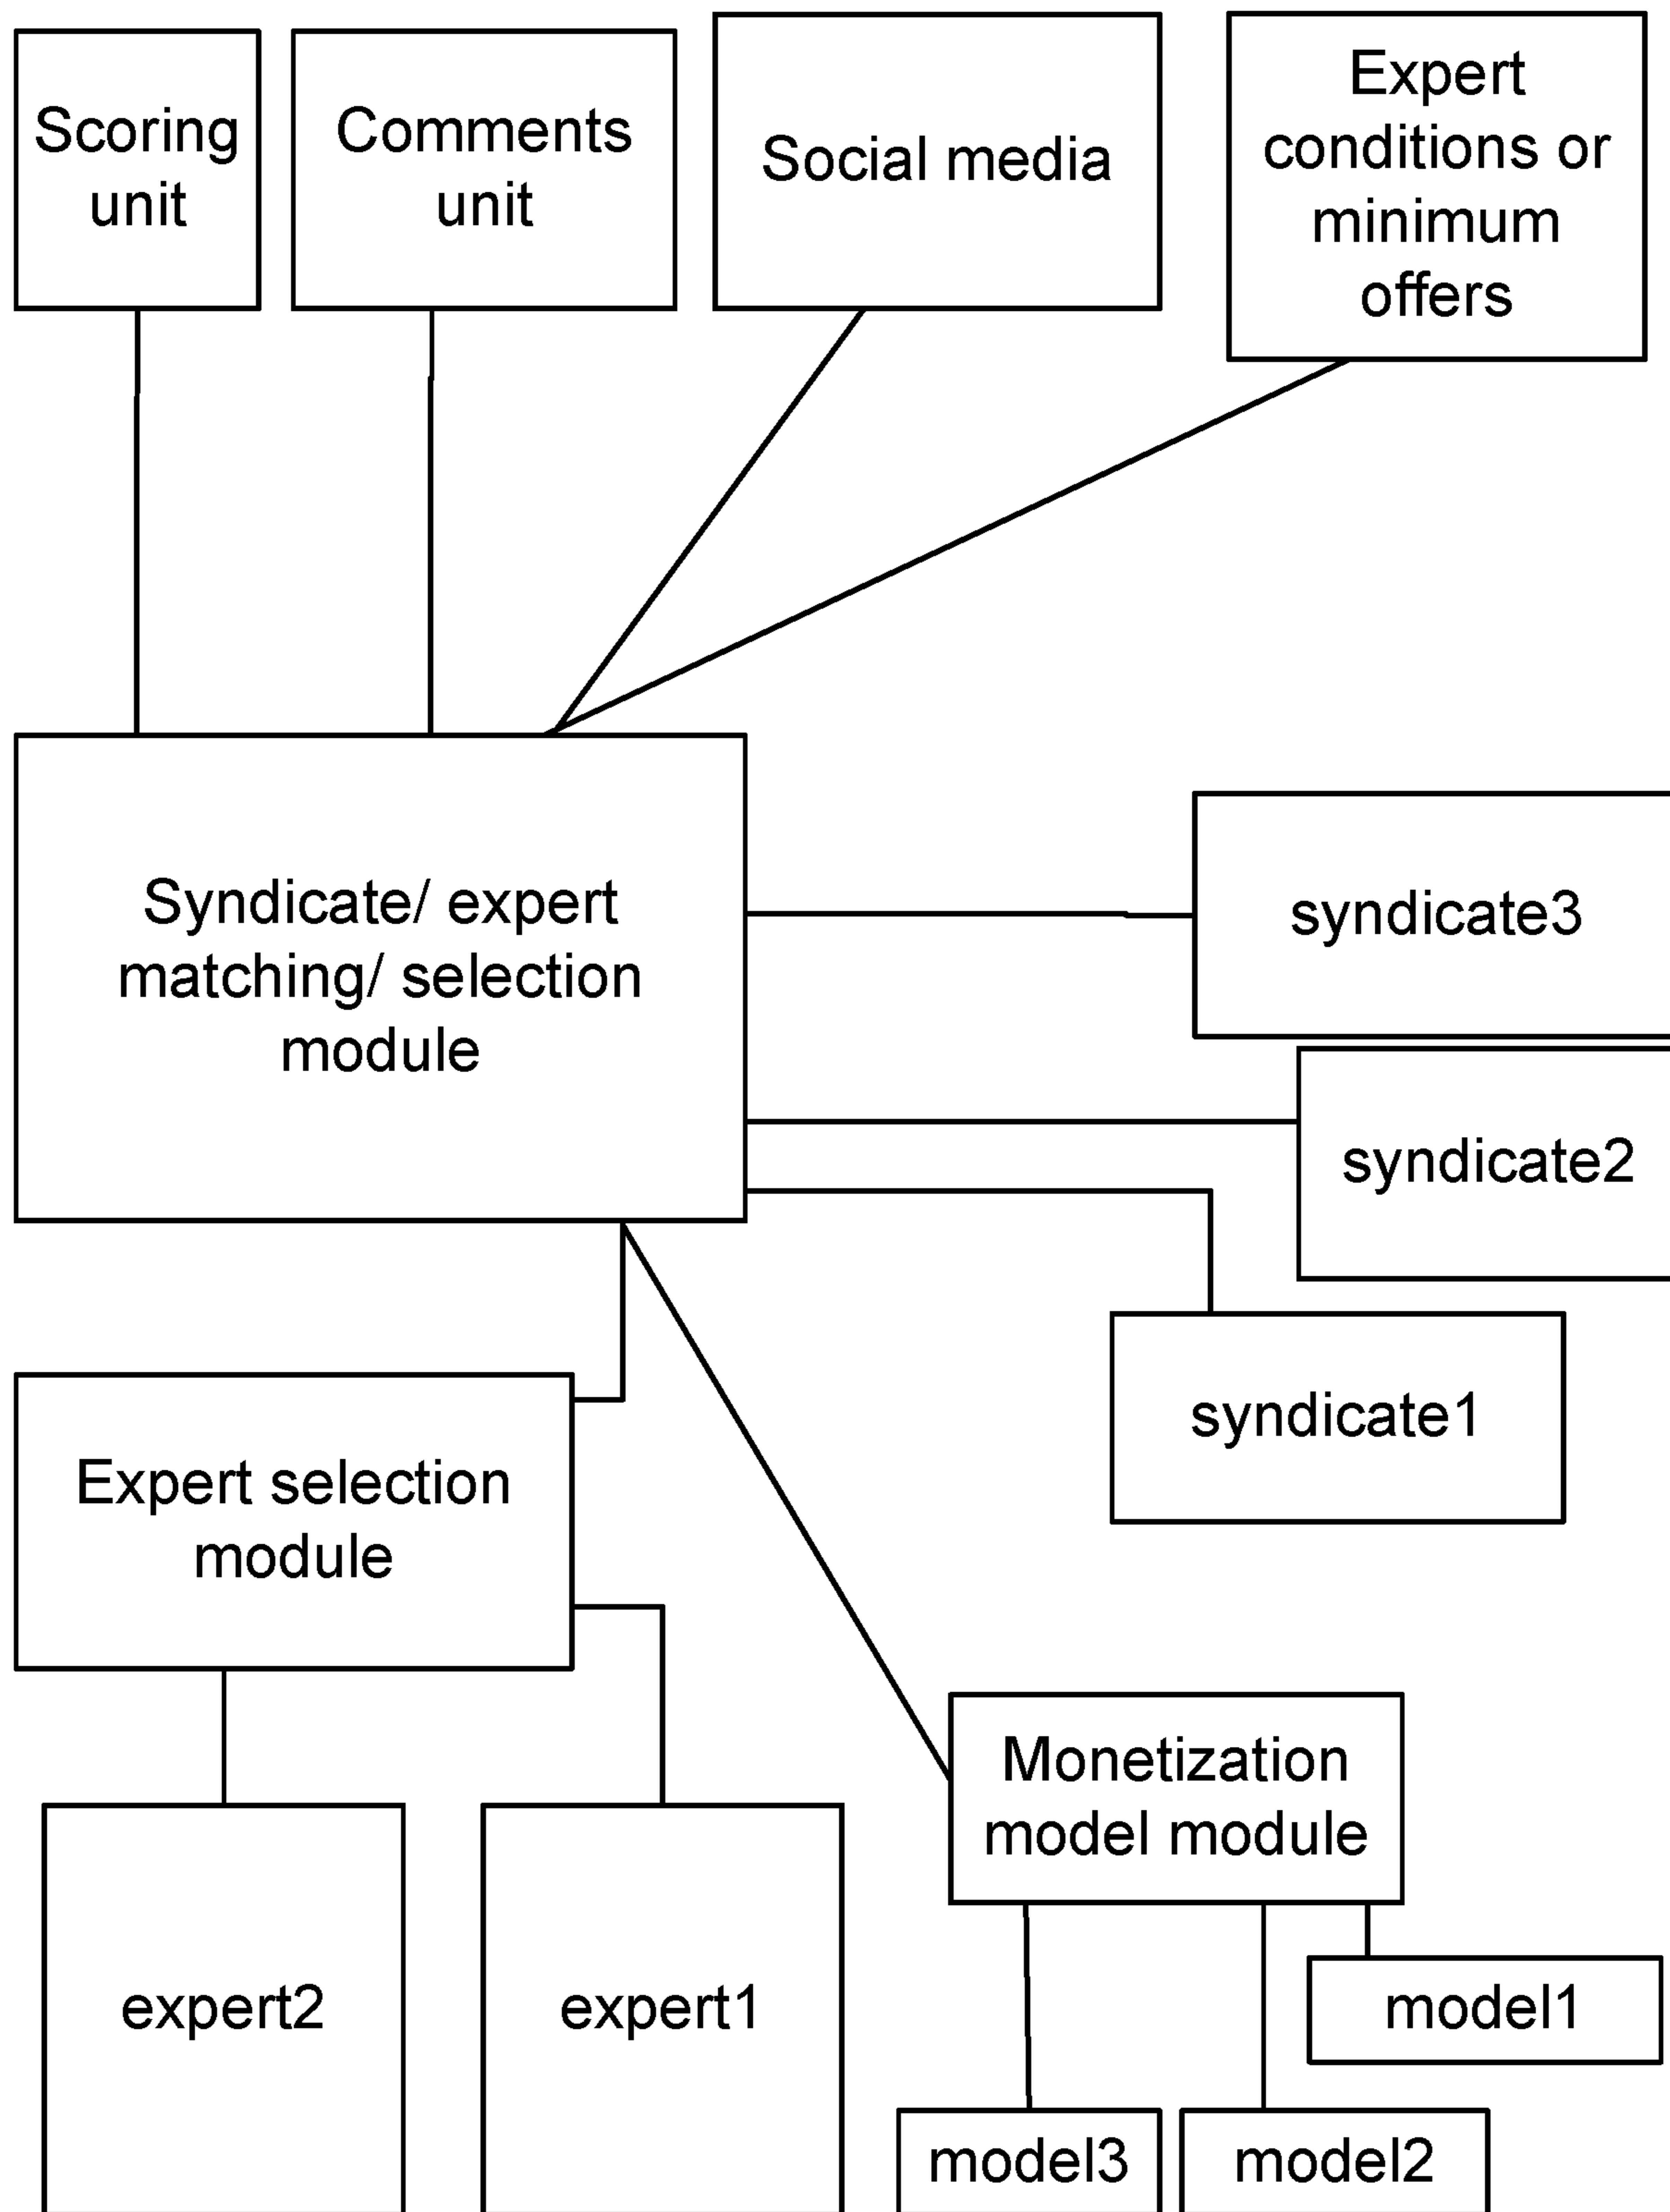 Scoring
unit
Comments
unit
Social media
Expert
conditions or
minimum
offers
Syndicate/ expert
matching/ selection
module
syndicate3
syndicate2
syndicate1
Expert selection
module
Monetization
model module
expert2
expert1
model1
model3
model2